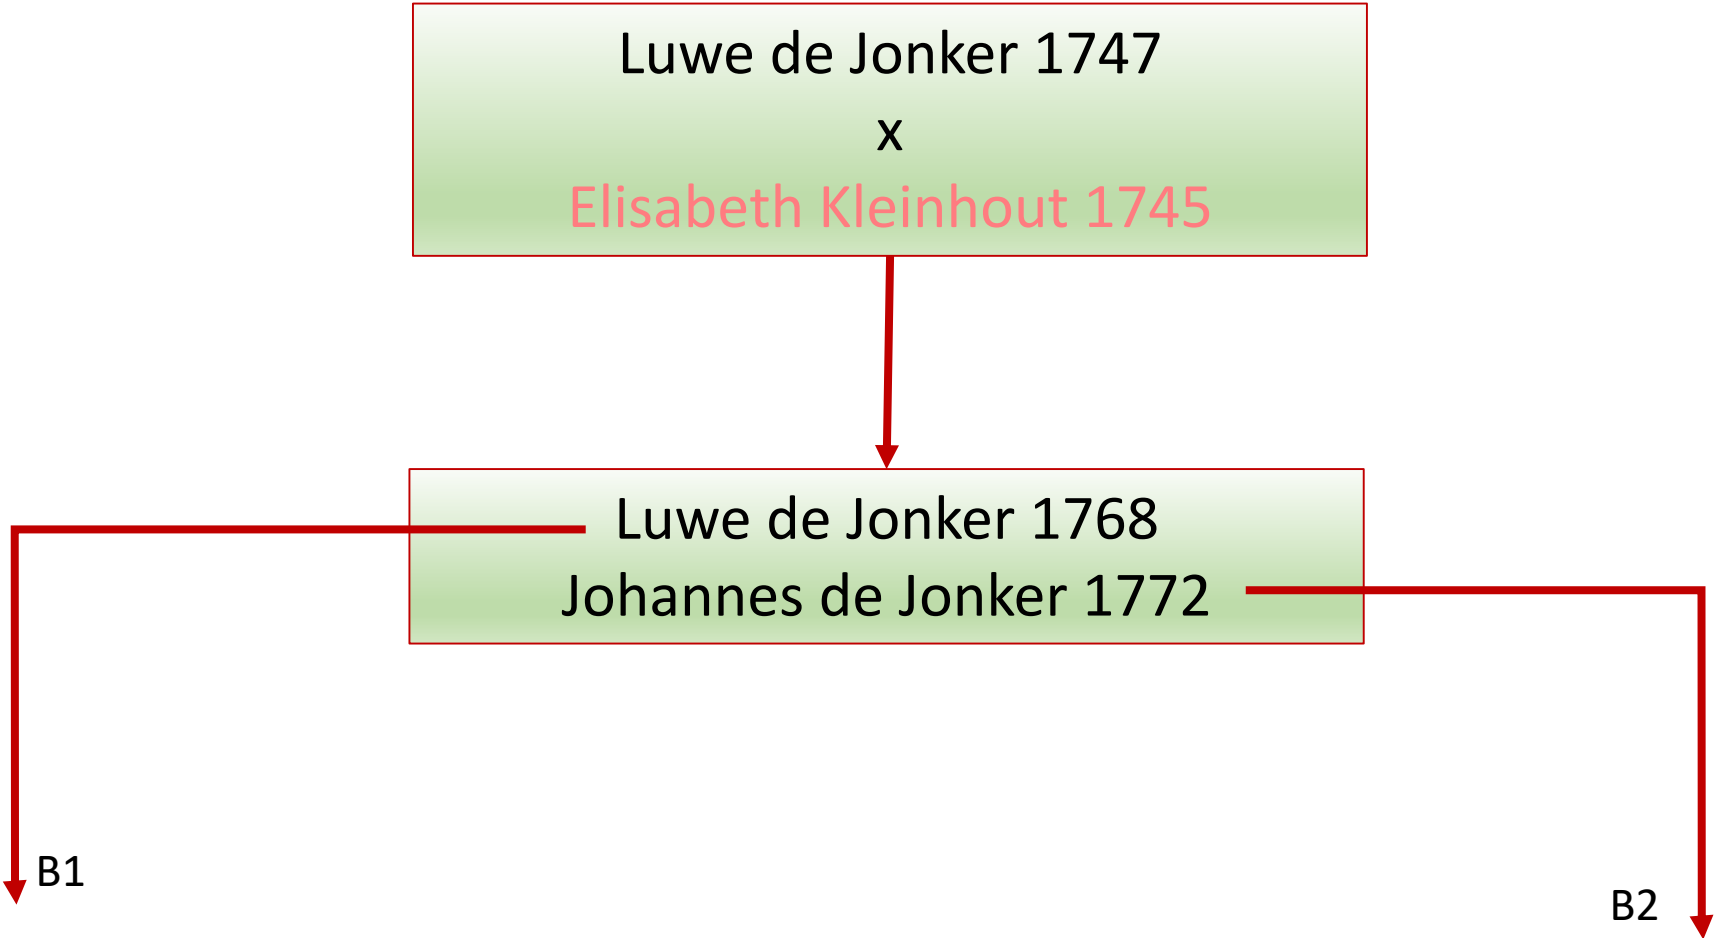 Luwe de Jonker 1747
x
Elisabeth Kleinhout 1745
Luwe de Jonker 1768
Johannes de Jonker 1772
B1
B2